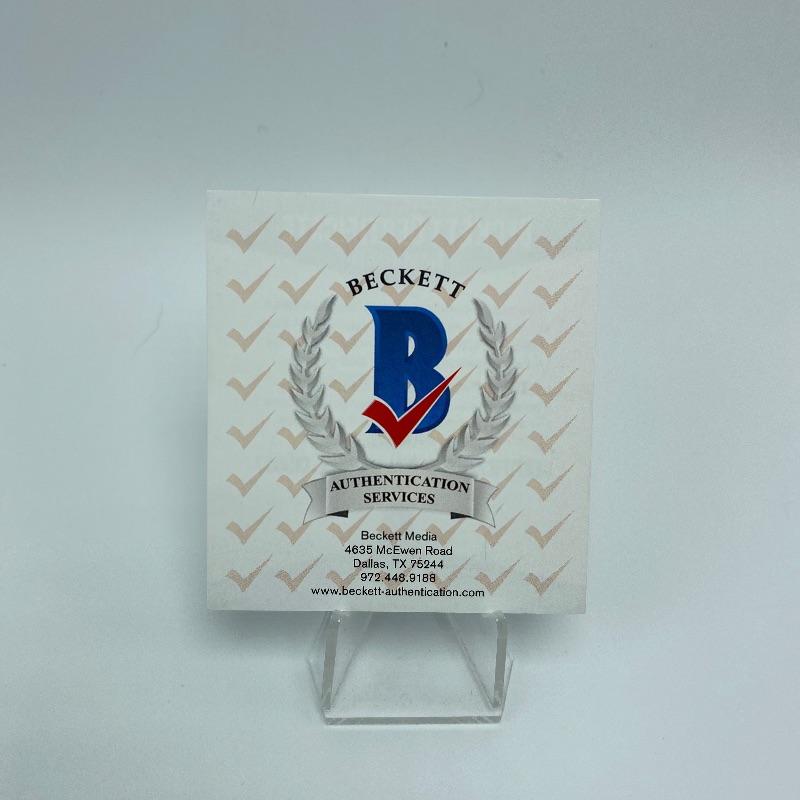 BECKETT
B
AUTHENTICATION
SERVICES
Beckett Media
4635 McEwen Road
Dallas, TX 75244
972.448.9188
www.beckett-authentication.com